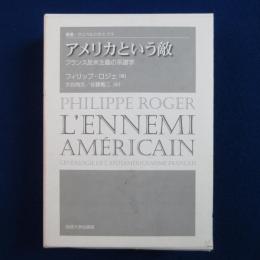 叢書・ウニベルシタス
アメリカという敵
フランス反米主義の系譜学
フィリップ・ロジェ
PHILIPPE ROGER
L'ENNEMI
AMÉRICAIN
GÉNÉALOGIE DE L'ANTIAMÉRICANISME FRANÇAIS
法政大学出版局